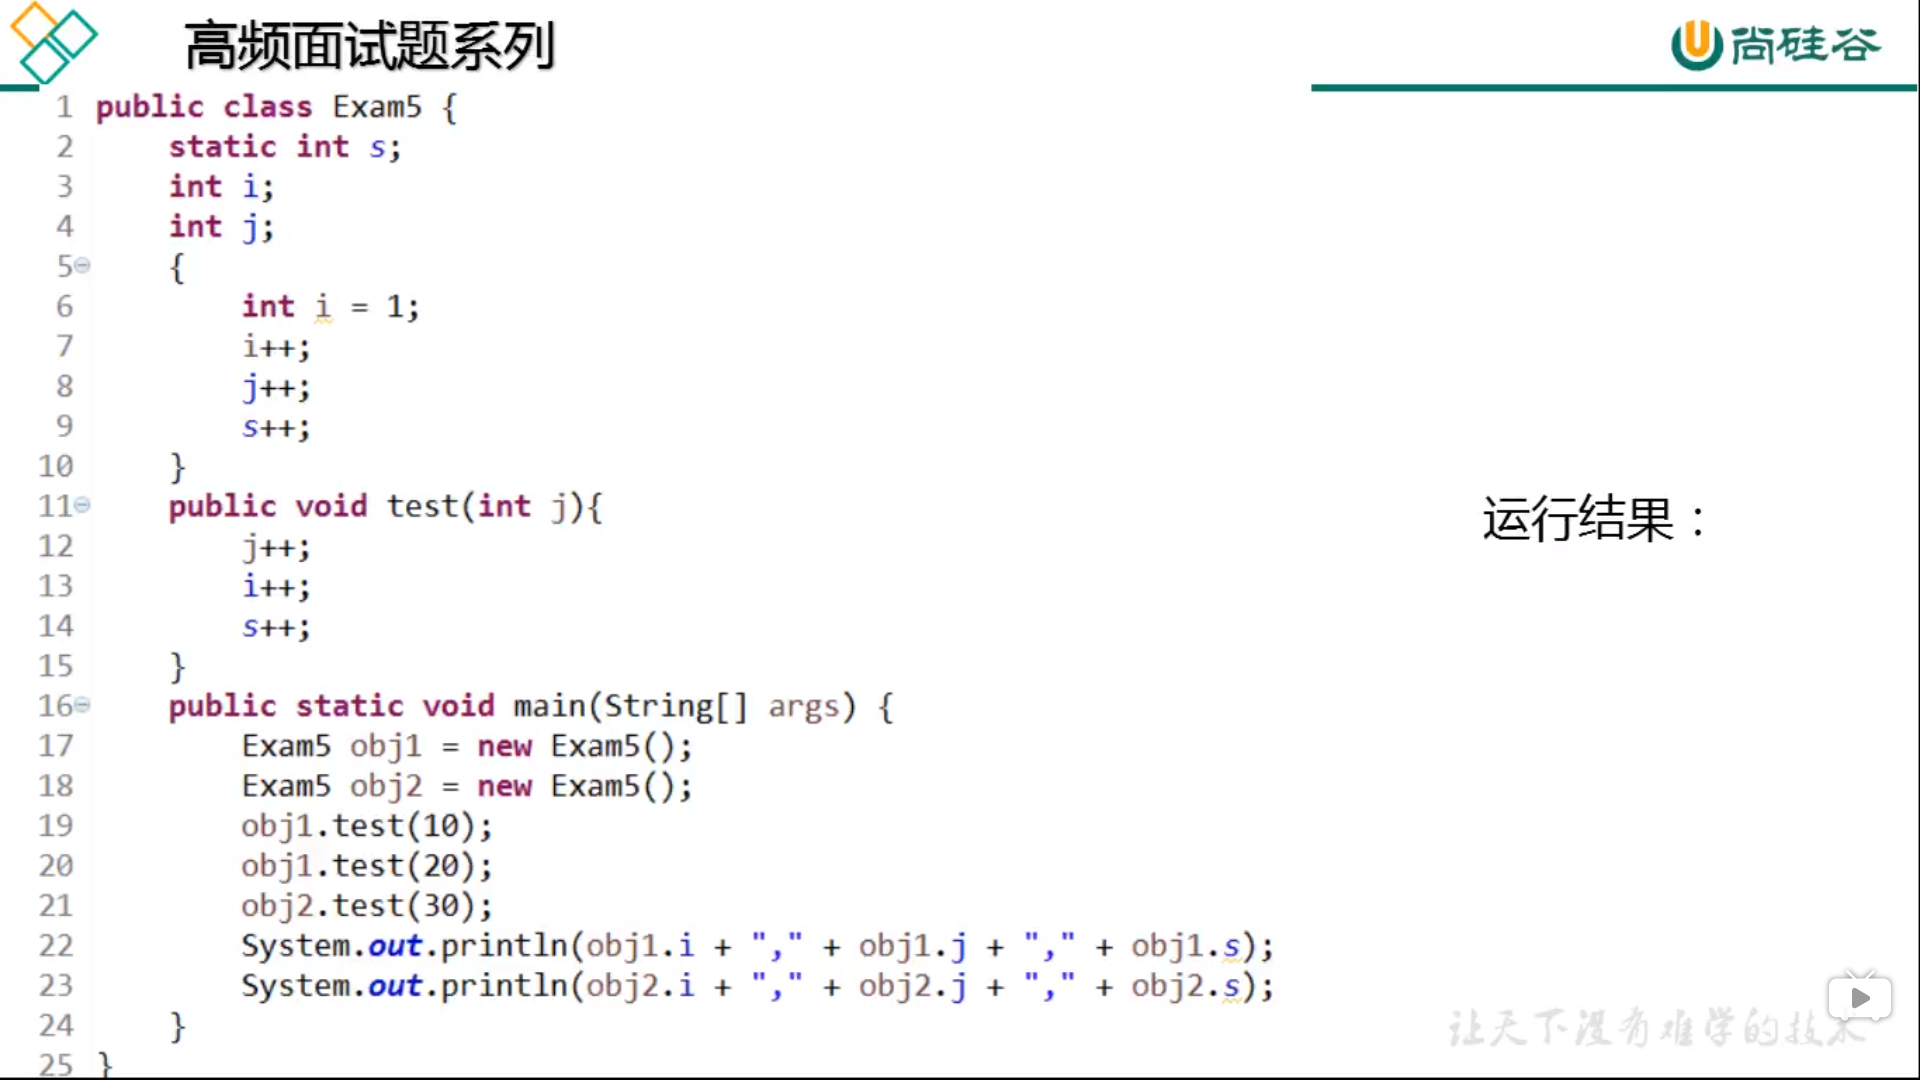 高频面试题系列
尚硅谷
1 public class Exam5 {
2 static int s;
3 int i;
4 int j;
5 {
6 int i = 1;
7 i++;
8 j++;
9 s++;
10 }
11 public void test(int j){
12 j++;
13 i++;
14 s++;
15 }
16 public static void main(String[] args) {
17 Exam5 obj1 = new Exam5();
18 Exam5 obj2 = new Exam5();
19 obj1.test(10);
20 obj1.test(20);
21 obj2.test(30);
22 System.out.println(obj1.i + "," + obj1.j + "," + obj1.s);
23 System.out.println(obj2.i + "," + obj2.j + "," + obj2.s);
24 }
25 }
运行结果：
让天下没有难学的技术